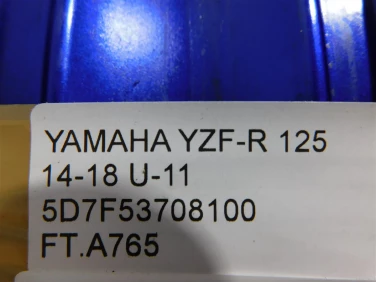 YAMAHA YZF-R 125
14-18 U-11
5D7F53708100
FT.A765